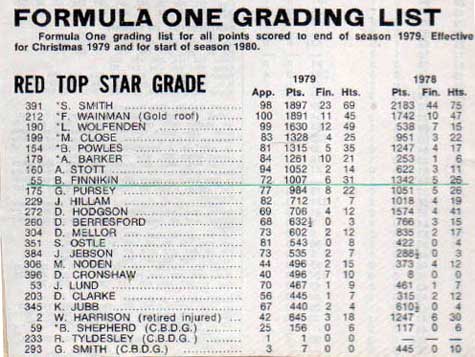 FORMULA ONE GRADING LIST
Formula One grading list for all points scored to end of season 1979. Effective
for Christmas 1979 and for start of season 1980.
RED TOP STAR GRADE
1979 1978
App. Pts. Fin. Hts. Pts. Fin. Hts.
391 *S. SMITH 98 1897 23 69 2183 44 75
212 *F. WAINMAN (Gold roof) 100 1891 11 45 1742 10 47
190 *L. WOLFENDEN 99 1630 12 49 538 7 15
199 *M. CLOSE 83 1328 4 25 951 3 22
154 *B. POWLES 81 1315 5 35 1247 4 17
179 *A. BARKER 84 1261 10 21 253 1 6
160 A. STOTT 94 1052 2 14 622 3 11
55 B. FINNIKIN 72 1007 6 31 1342 5 26
175 G. PURSEY 77 984 8 22 1051 5 26
229 J. HILLAM 82 712 1 7 1018 4 19
272 D. HODGSON 69 706 4 12 1574 4 41
260 D. BERRESFORD 68 632½ 0 3 766 3 15
304 D. MELLOR 73 602 2 12 835 2 17
351 S. OSTLE 81 543 0 8 422 0 4
384 J. JEBSON 73 535 2 7 288½ 0 3
306 M. NODEN 44 496 2 15 373 4 12
396 D. CRONSHAW 40 496 7 10 8 0 0
53 J. LUND 70 467 1 9 461 1 7
203 D. CLARKE 56 445 1 7 315 2 12
345 K. JUBB 67 440 2 4 610½ 0 4
2 W. HARRISON (retired injured) 42 645 3 18 1247 6 30
59 *B. SHEPHERD (C.B.D.G.) 25 156 0 6 117 0 6
233 R. TYLDESLEY (C.B.D.G.) 1 1 0 — — — —
293 G. SMITH (C.B.D.G.) 3 7 0 0 445 0 10